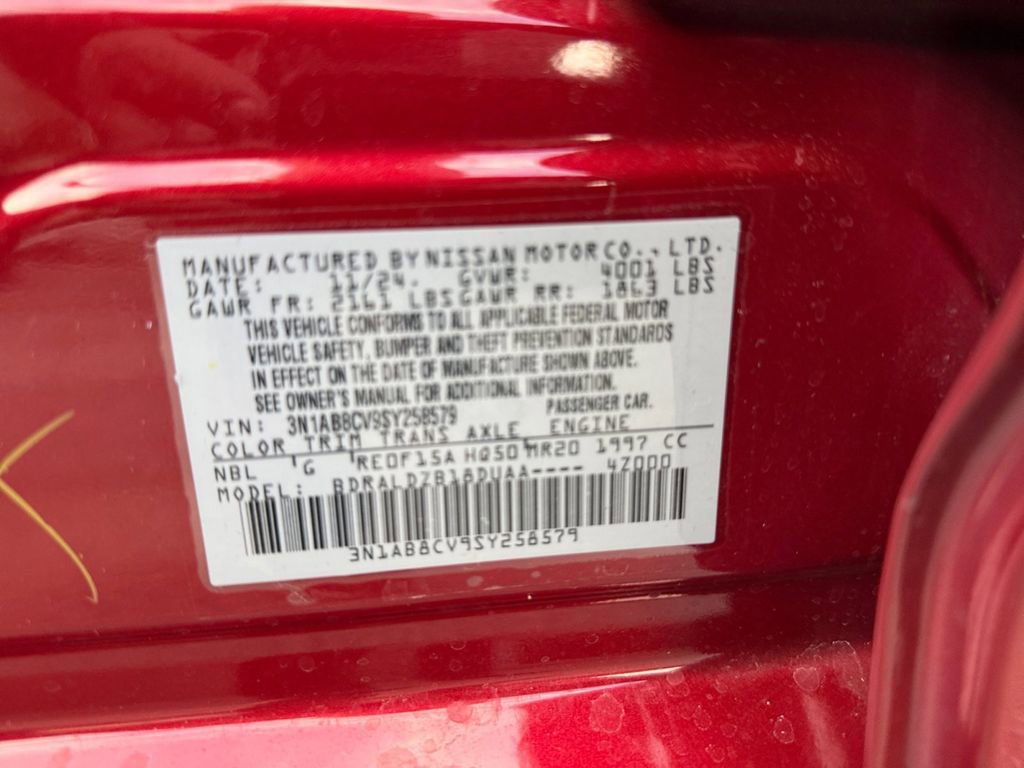 MANUFACTURED BY NISSAN MOTOR CO., LTD.
DATE: 11/24. GVWR: 4001 LBS
GAWR FR: 2161 LBS GAWR RR: 1863 LBS
THIS VEHICLE CONFORMS TO ALL APPLICABLE FEDERAL MOTOR
VEHICLE SAFETY, BUMPER AND THEFT PREVENTION STANDARDS
IN EFFECT ON THE DATE OF MANUFACTURE SHOWN ABOVE.
SEE OWNER'S MANUAL FOR ADDITIONAL INFORMATION.
VIN: 3N1AB8CV9SY258579 PASSENGER CAR.
COLOR TRIM TRANS AXLE ENGINE
NBL G RE0F15A HQ50 MR20 1997 CC
MODEL: BDRALDZB18DUAA---- 4Z000
3N1AB8CV9SY258579